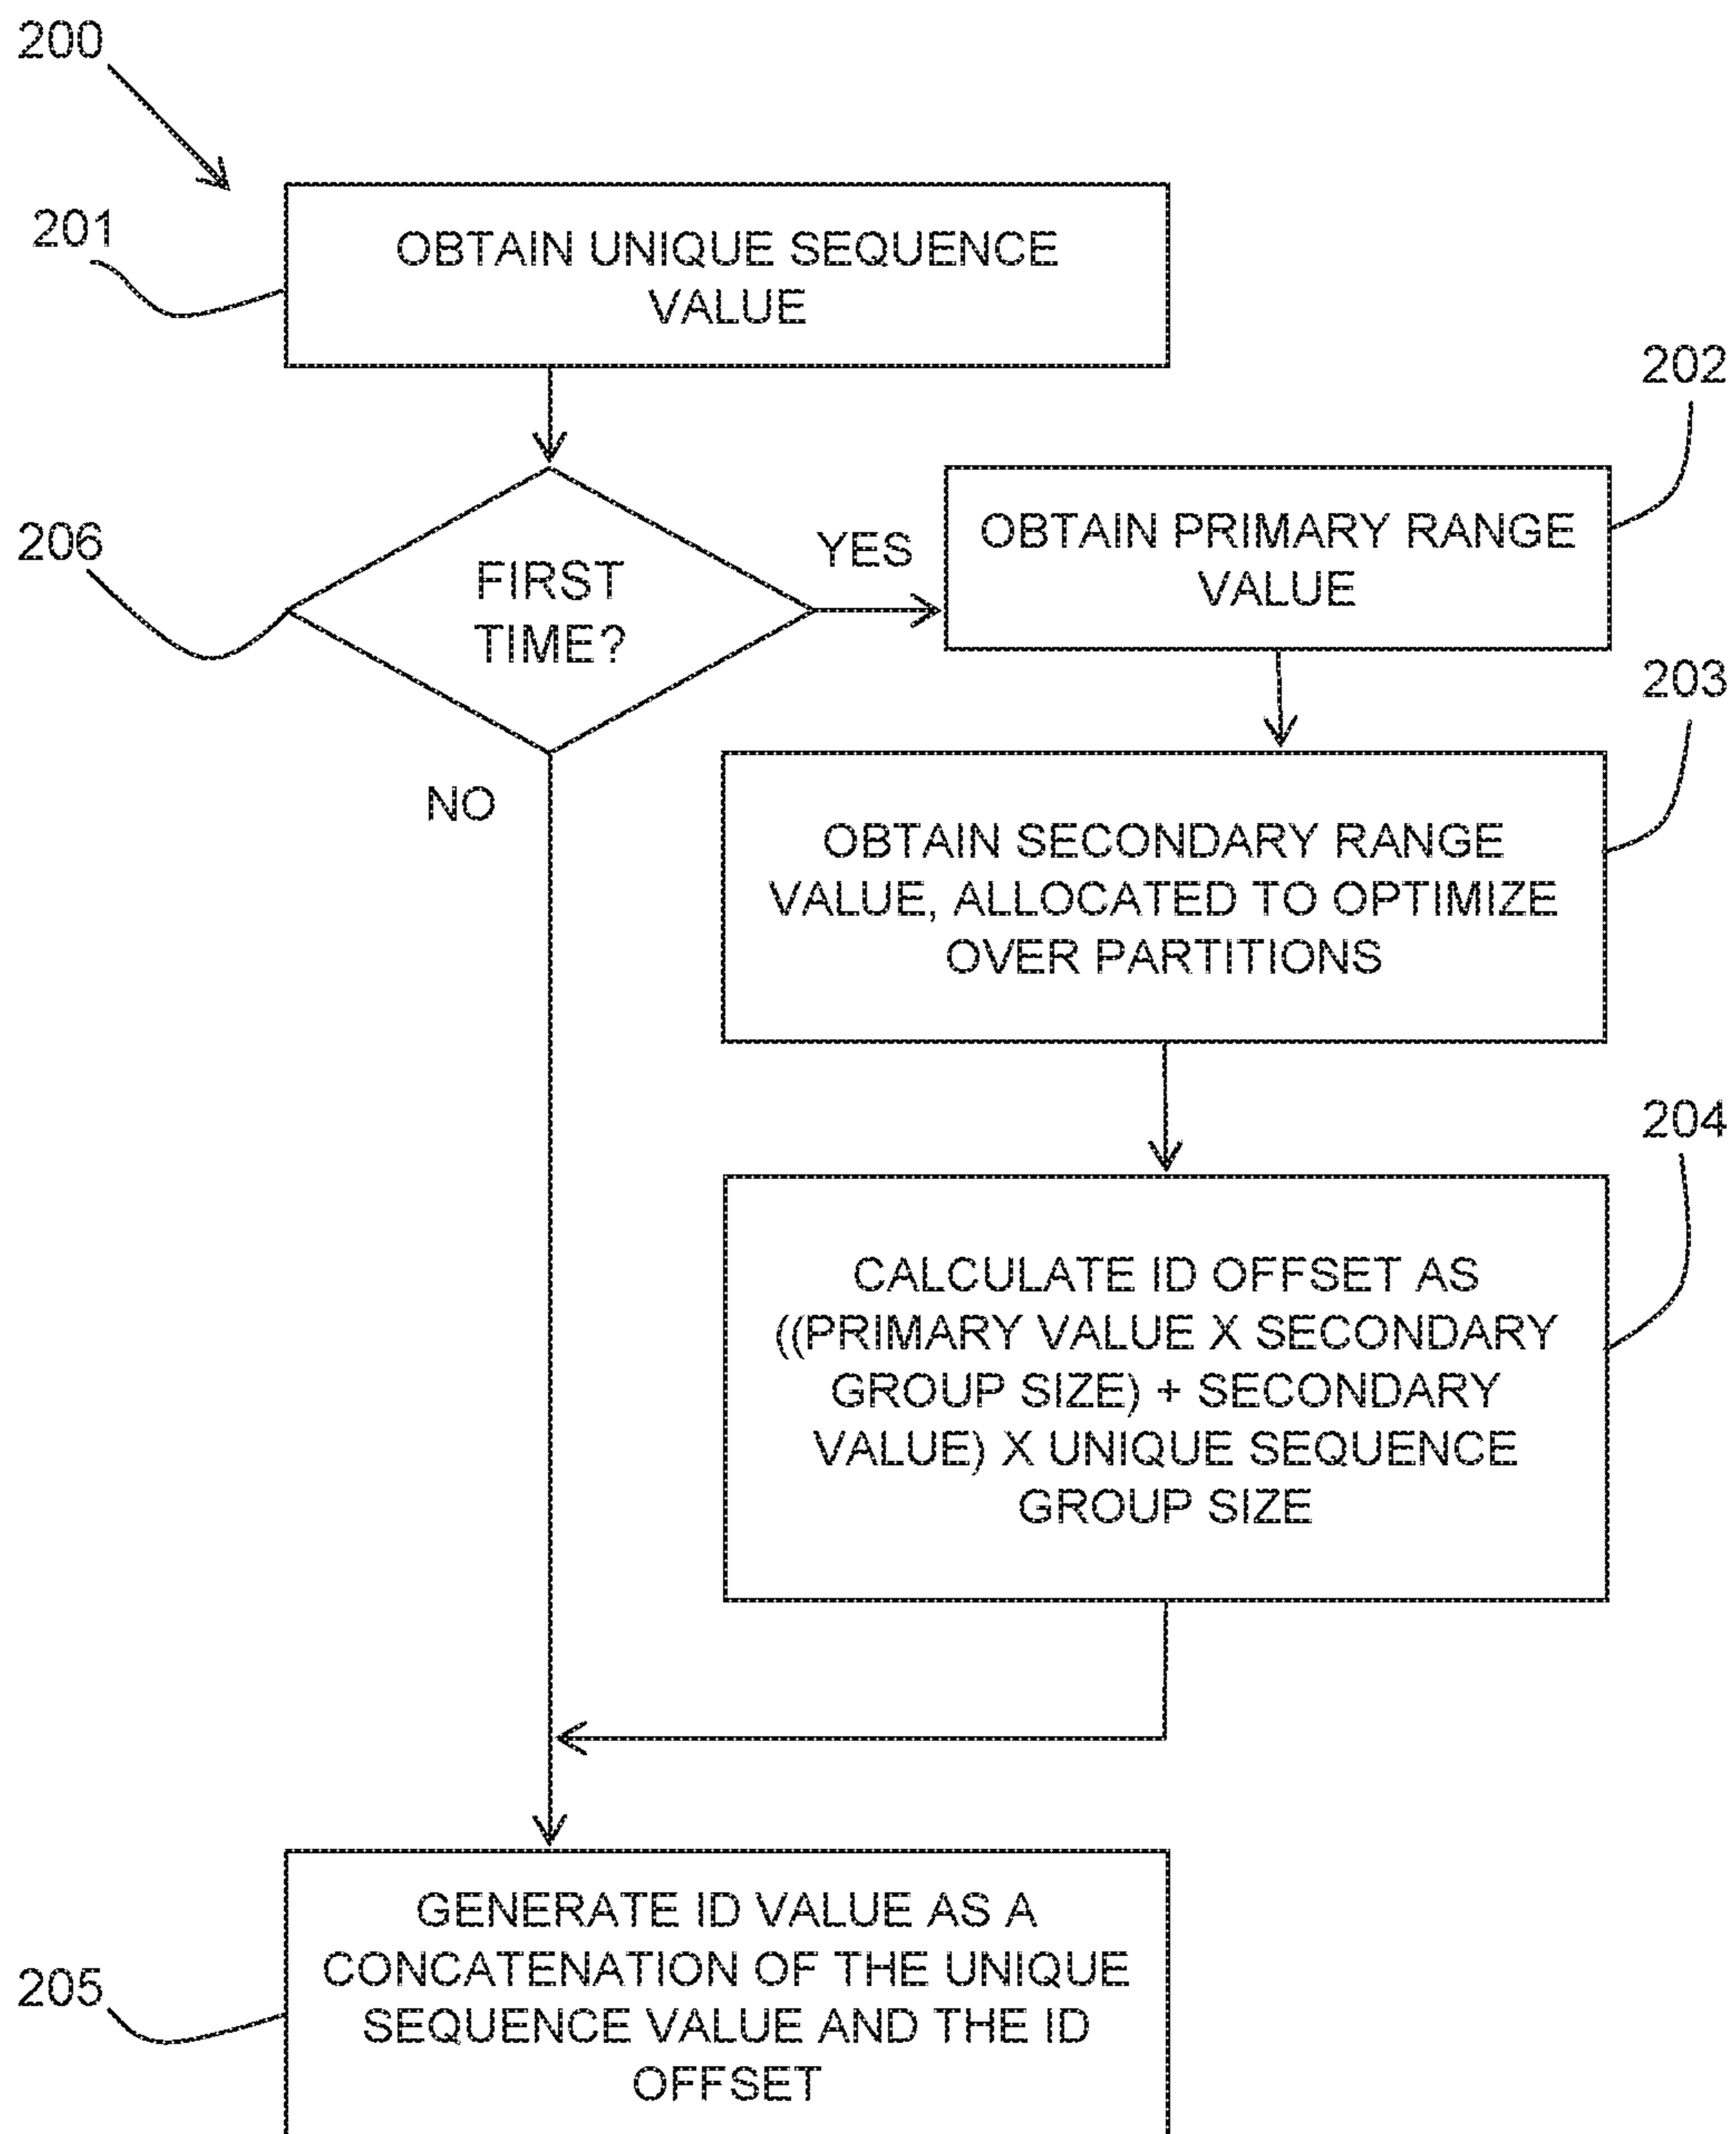 200
201
OBTAIN UNIQUE SEQUENCE
VALUE
202
206
FIRST
TIME?
YES
OBTAIN PRIMARY RANGE
VALUE
NO
203
OBTAIN SECONDARY RANGE
VALUE, ALLOCATED TO OPTIMIZE
OVER PARTITIONS
204
CALCULATE ID OFFSET AS
((PRIMARY VALUE X SECONDARY
GROUP SIZE) + SECONDARY
VALUE) X UNIQUE SEQUENCE
GROUP SIZE
205
GENERATE ID VALUE AS A
CONCATENATION OF THE UNIQUE
SEQUENCE VALUE AND THE ID
OFFSET